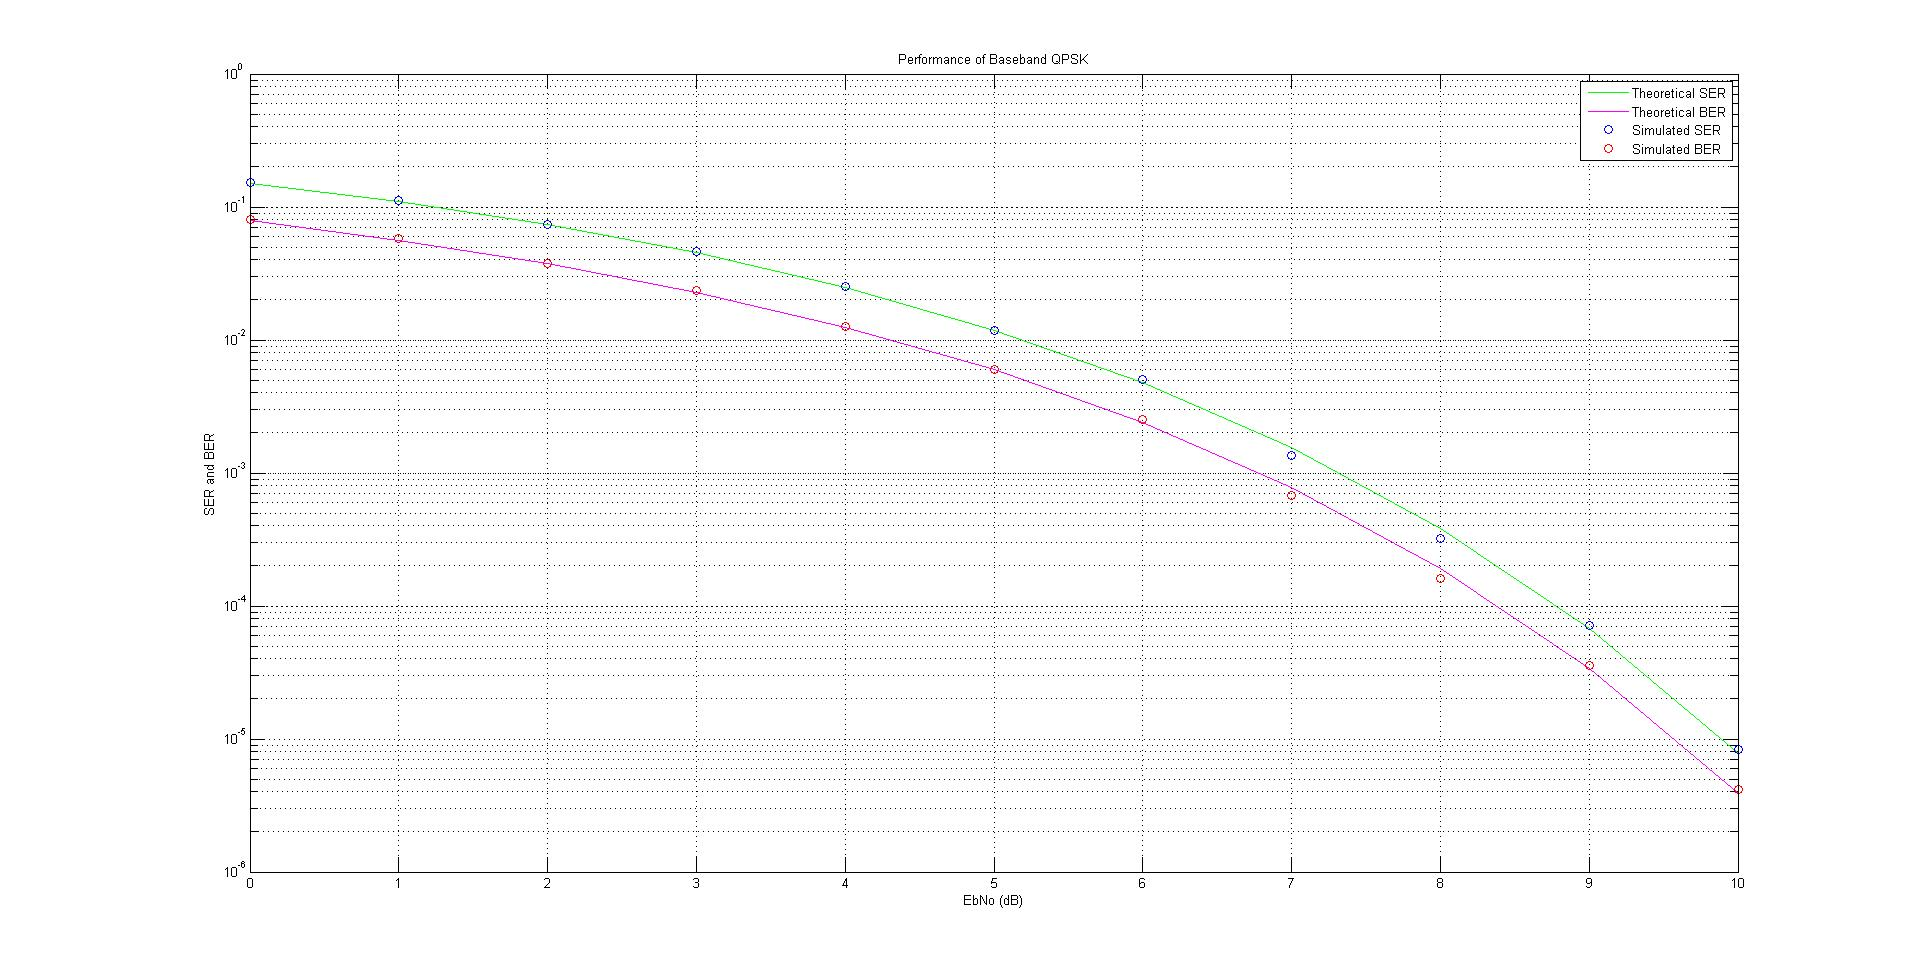 Performance of Baseband QPSK
10^0
10^-1
10^-2
10^-3
10^-4
10^-5
10^-6
SER and BER
Theoretical SER
Theoretical BER
Simulated SER
Simulated BER
0 1 2 3 4 5 6 7 8 9 10
EbNo (dB)